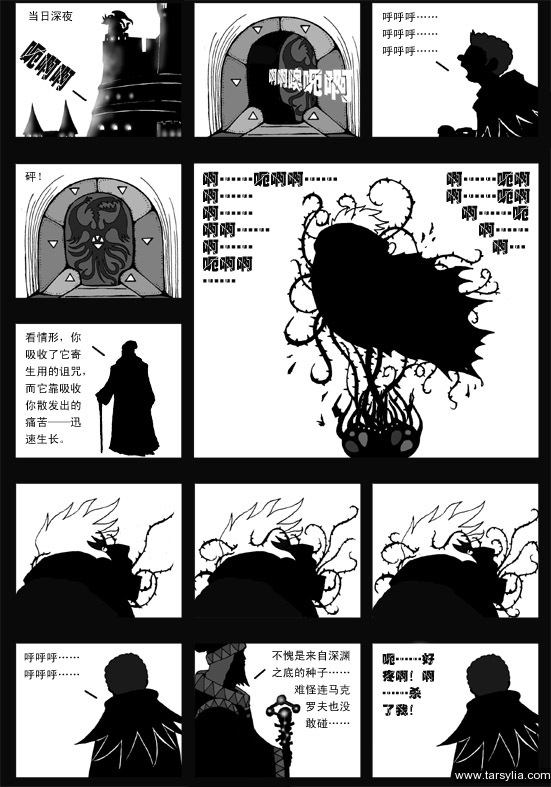 当日深夜
呃啊啊
啊啊噢呃啊
呼呼呼……
呼呼呼……
呼呼呼……
砰！
啊……呃啊啊……
啊……
啊……
啊啊……
啊……
呃啊啊
……
啊……呃啊
啊……呃啊
啊……呃
啊……
啊…
看情形，你
吸收了它寄
生用的诅咒，
而它靠吸收
你散发出的
痛苦——迅
速生长。
呼呼呼……
呼呼呼……
不愧是来自深渊
之底的种子……
难怪连马克
罗夫也没
敢碰……
呃……好
疼啊！啊
……杀
了我！
www.tarsylia.com